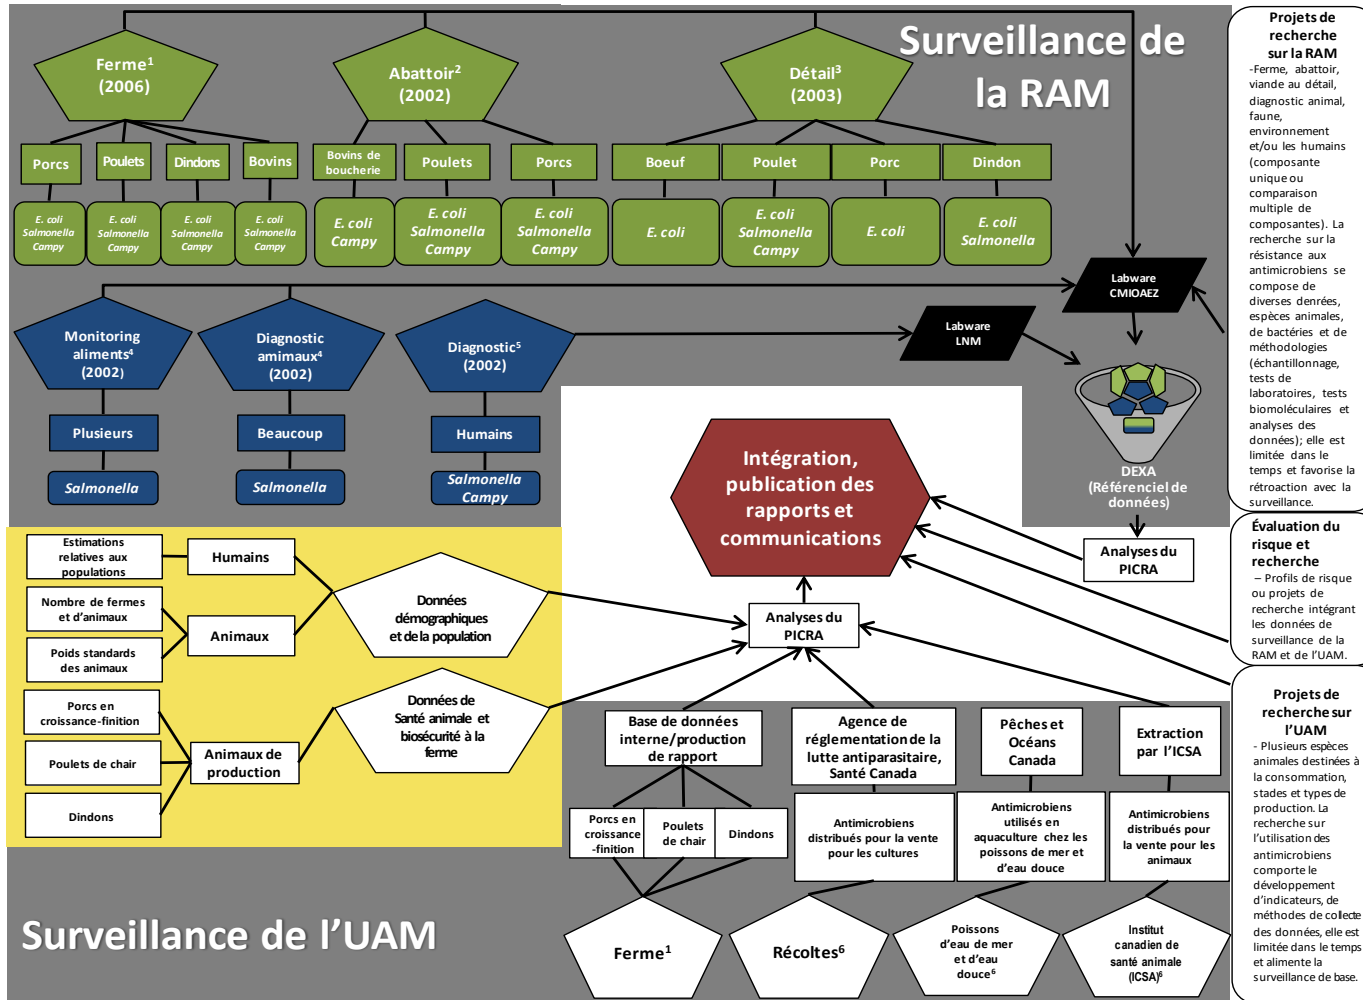 Surveillance de
la RAM
Ferme¹
(2006)
Abattoir²
(2002)
Détail³
(2003)
Porcs
Poulets
Dindons
Bovins
Bovins de
boucherie
Poulets
Porcs
Boeuf
Poulet
Porc
Dindon
E. coli
Salmonella
Campy
E. coli
Salmonella
Campy
E. coli
Salmonella
Campy
E. coli
Salmonella
Campy
E. coli
Campy
E. coli
Salmonella
Campy
E. coli
Salmonella
Campy
E. coli
E. coli
Salmonella
Campy
E. coli
E. coli
Salmonella
Labware
CMIOAEZ
Labware
LNM
Monitoring
aliments⁴
(2002)
Diagnostic
amimaux⁴
(2002)
Diagnostic⁵
(2002)
Plusieurs
Beaucoup
Humains
Salmonella
Salmonella
Salmonella
Campy
DEXA
(Référenciel de
données)
Analyses du
PICRA
Intégration,
publication des
rapports et
communications
Analyses du
PICRA
Estimations
relatives aux
populations
Humains
Nombre de fermes
et d'animaux
Animaux
Poids standards
des animaux
Données
démographiques
et de la population
Porcs en
croissance-finition
Poulets de chair
Dindons
Animaux de
production
Données de
Santé animale et
biosécurité à la
ferme
Base de données
interne/production
de rapport
Agence de
réglementation de la
lutte antiparasitaire,
Santé Canada
Pêches et
Océans
Canada
Extraction
par l'ICSA
Porcs en
croissance
-finition
Poulets
de chair
Dindons
Antimicrobiens
distribués pour la vente
pour les cultures
Antimicrobiens
utilisés en
aquaculture chez les
poissons de mer et
d'eau douce
Antimicrobiens
distribués pour
la vente pour les
animaux
Surveillance de l'UAM
Ferme¹
Récoltes⁶
Poissons
d'eau de mer
et d'eau
douce⁶
Institut
canadien de
santé animale
(ICSA)⁶
Projets de
recherche
sur la RAM
-Ferme, abattoir,
viande au détail,
diagnostic animal,
faune,
environnement
et/ou les humains
(composante
unique ou
comparaison
multiple de
composantes). La
recherche sur la
résistance aux
antimicrobiens se
compose de
diverses denrées,
espèces animales,
de bactéries et de
méthodologies
(échantillonnage,
tests de
laboratoires, tests
biomoléculaires et
analyses des
données); elle est
limitée dans le
temps et favorise la
rétroaction avec la
surveillance.
Évaluation du
risque et
recherche
– Profils de risque
ou projets de
recherche intégrant
les données de
surveillance de la
RAM et de l'UAM.
Projets de
recherche sur
l'UAM
- Plusieurs espèces
animales destinées à
la consommation,
stades et types de
production. La
recherche sur
l'utilisation des
antimicrobiens
comporte le
développement
d'indicateurs, de
méthodes de collecte
des données, elle est
limitée dans le temps
et alimente la
surveillance de base.